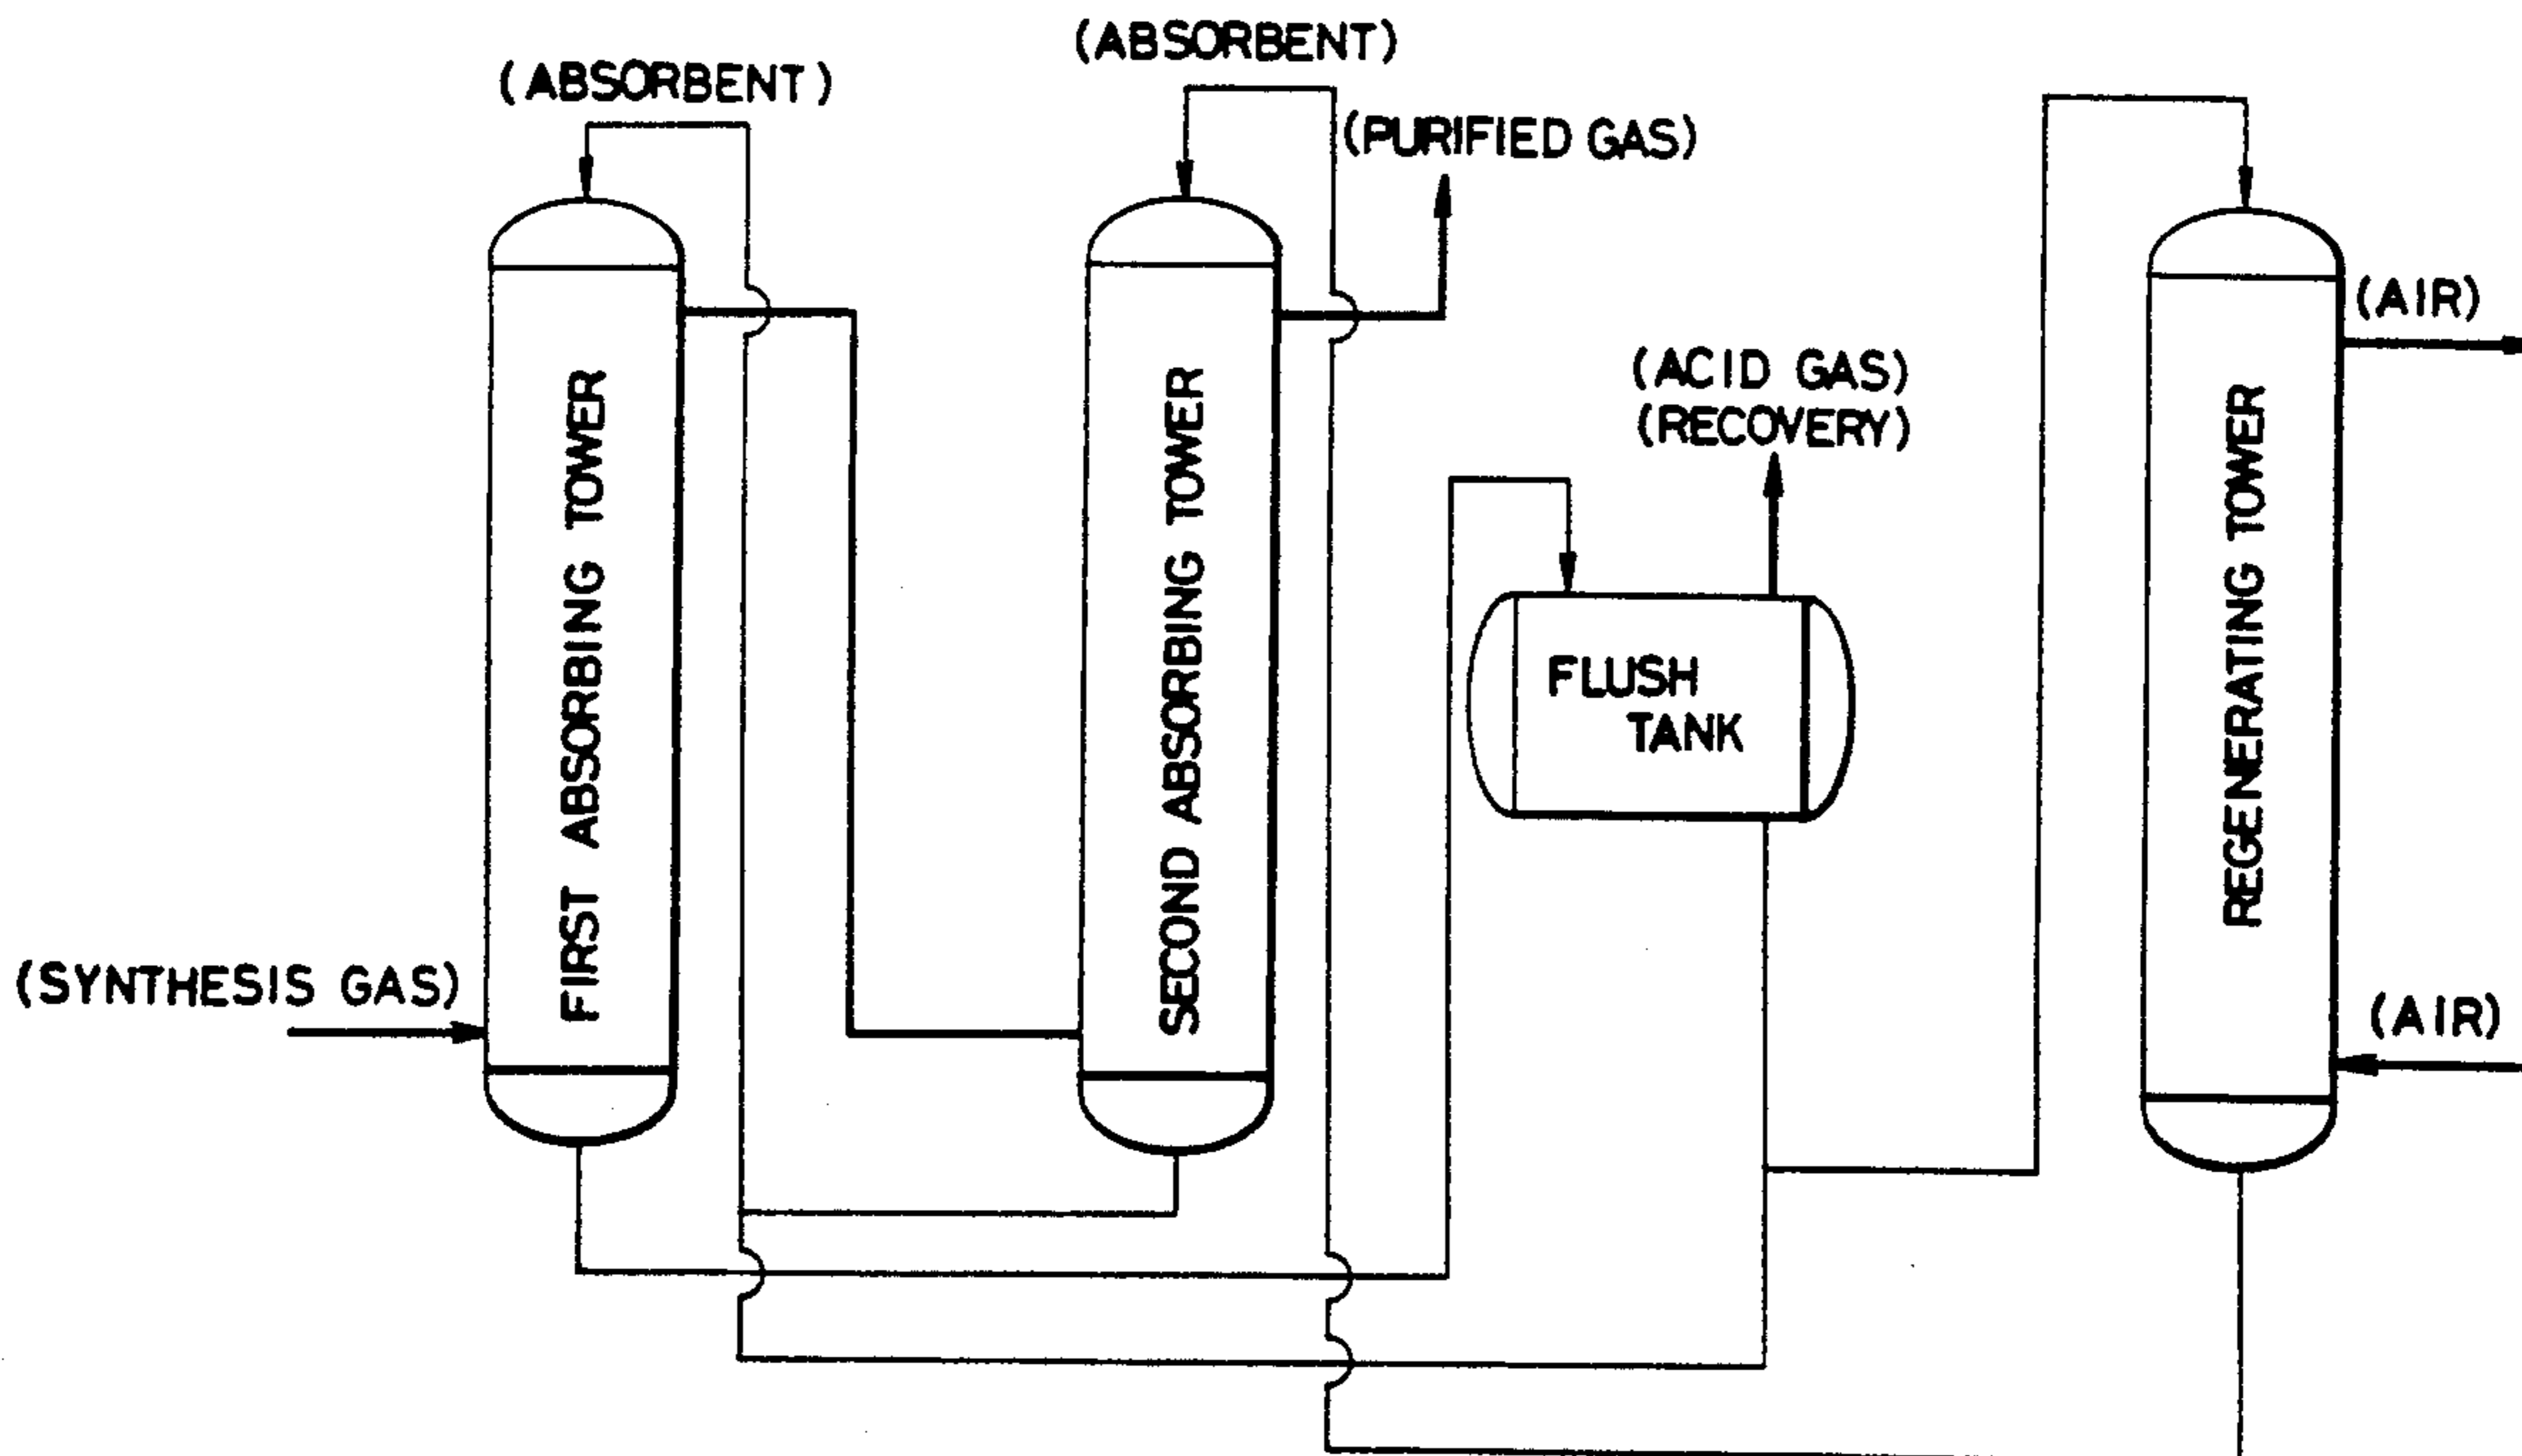 (ABSORBENT)
(ABSORBENT)
(PURIFIED GAS)
(ACID GAS)
(RECOVERY)
(AIR)
FIRST ABSORBING TOWER
SECOND ABSORBING TOWER
FLUSH
TANK
REGENERATING TOWER
(SYNTHESIS GAS)
(AIR)